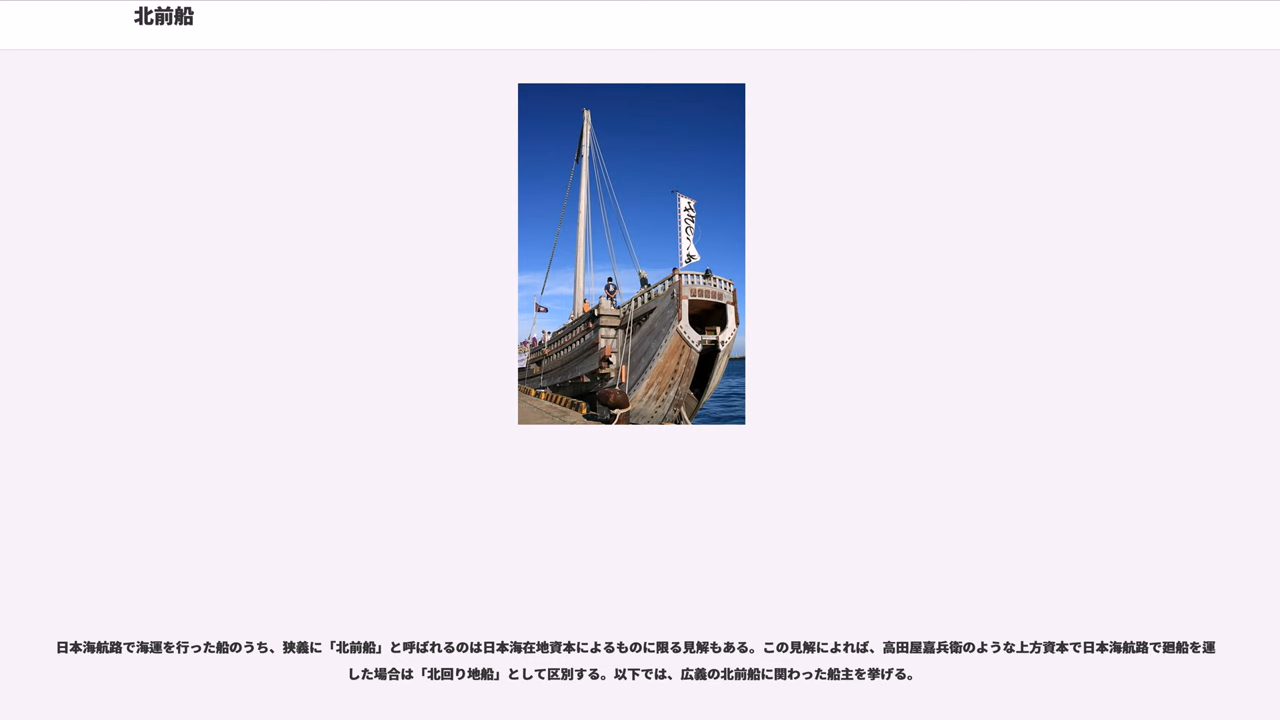 北前船
日本海航路で海運を行った船のうち、狭義に「北前船」と呼ばれるのは日本海在地資本によるものに限る見解もある。この見解によれば、高田屋嘉兵衛のような上方資本で日本海航路で廻船を運
した場合は「北回り地船」として区別する。以下では、広義の北前船に関わった船主を挙げる。